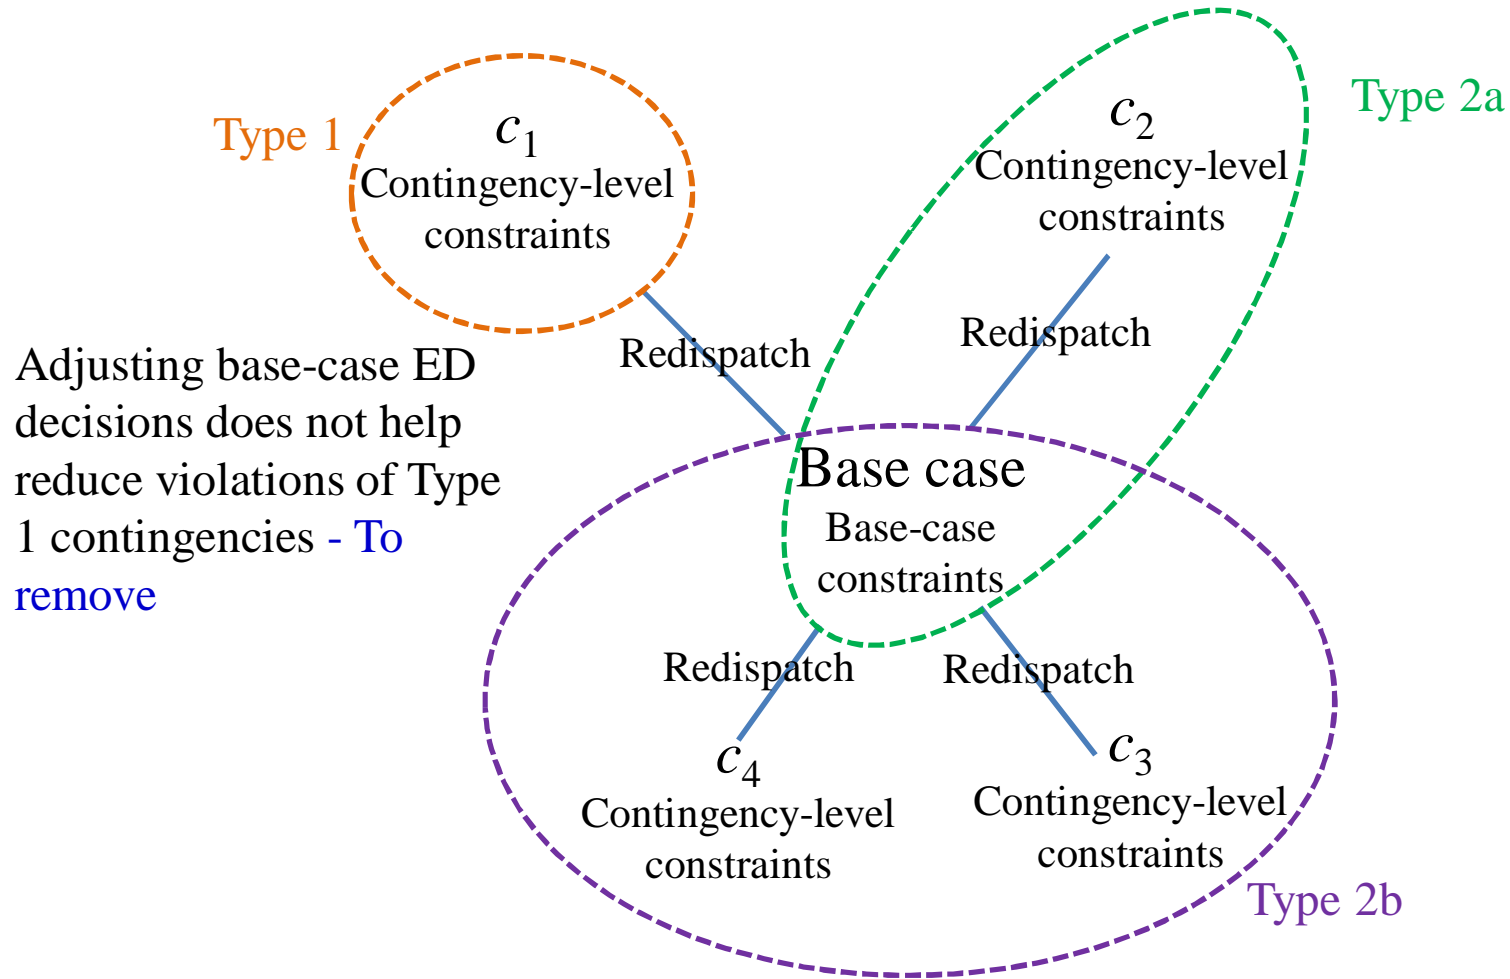 Type 1
c₁
Contingency-level
constraints
Type 2a
c₂
Contingency-level
constraints
Redispatch
Redispatch
Adjusting base-case ED
decisions does not help
reduce violations of Type
1 contingencies - To
remove
Base case
Base-case
constraints
Redispatch
Redispatch
c₄
Contingency-level
constraints
c₃
Contingency-level
constraints
Type 2b